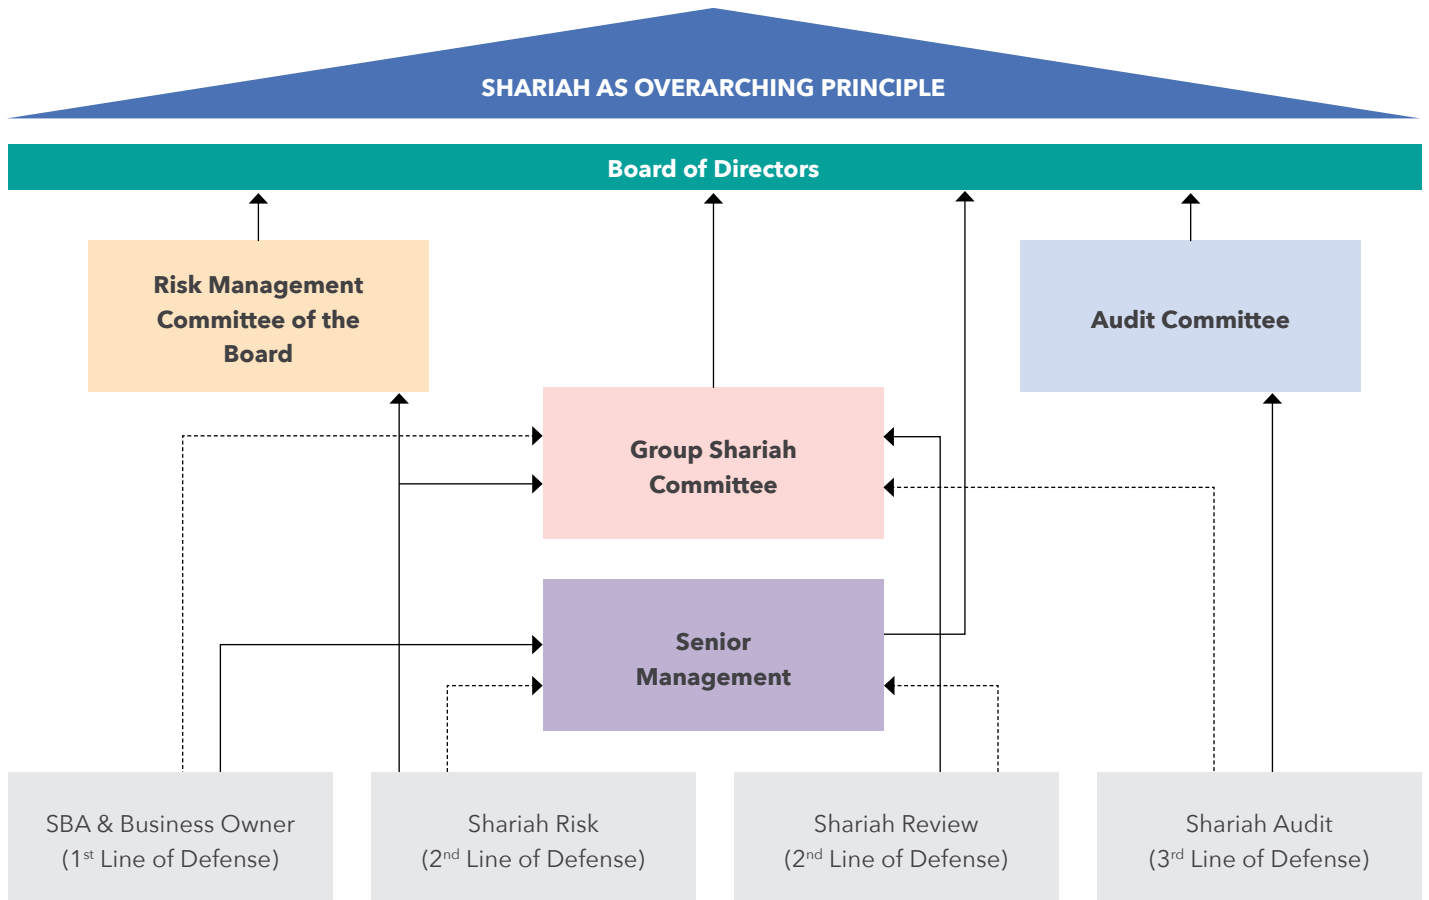 SHARIAH AS OVERARCHING PRINCIPLE
Board of Directors
Risk Management
Committee of the
Board
Audit Committee
Group Shariah
Committee
Senior
Management
SBA & Business Owner
(1st Line of Defense)
Shariah Risk
(2nd Line of Defense)
Shariah Review
(2nd Line of Defense)
Shariah Audit
(3rd Line of Defense)